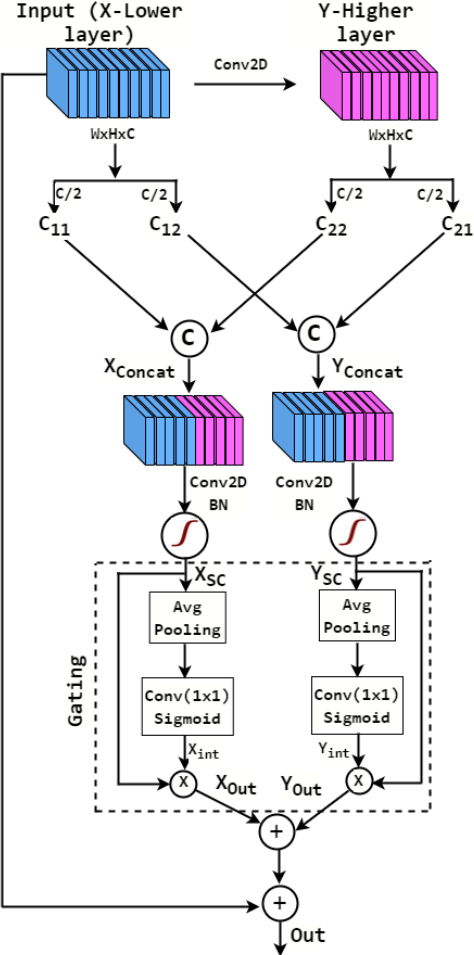 Input (X-Lower
layer)
Y-Higher
layer
Conv2D
WxHxC
WxHxC
C/2
C/2
C/2
C/2
C11
C12
C22
C21
C
C
XConcat
YConcat
Conv2D
BN
Conv2D
BN
XSC
YSC
Avg
Pooling
Avg
Pooling
Gating
Conv(1x1)
Sigmoid
Conv(1x1)
Sigmoid
Xint
Yint
X
X
XOut
YOut
+
+
Out